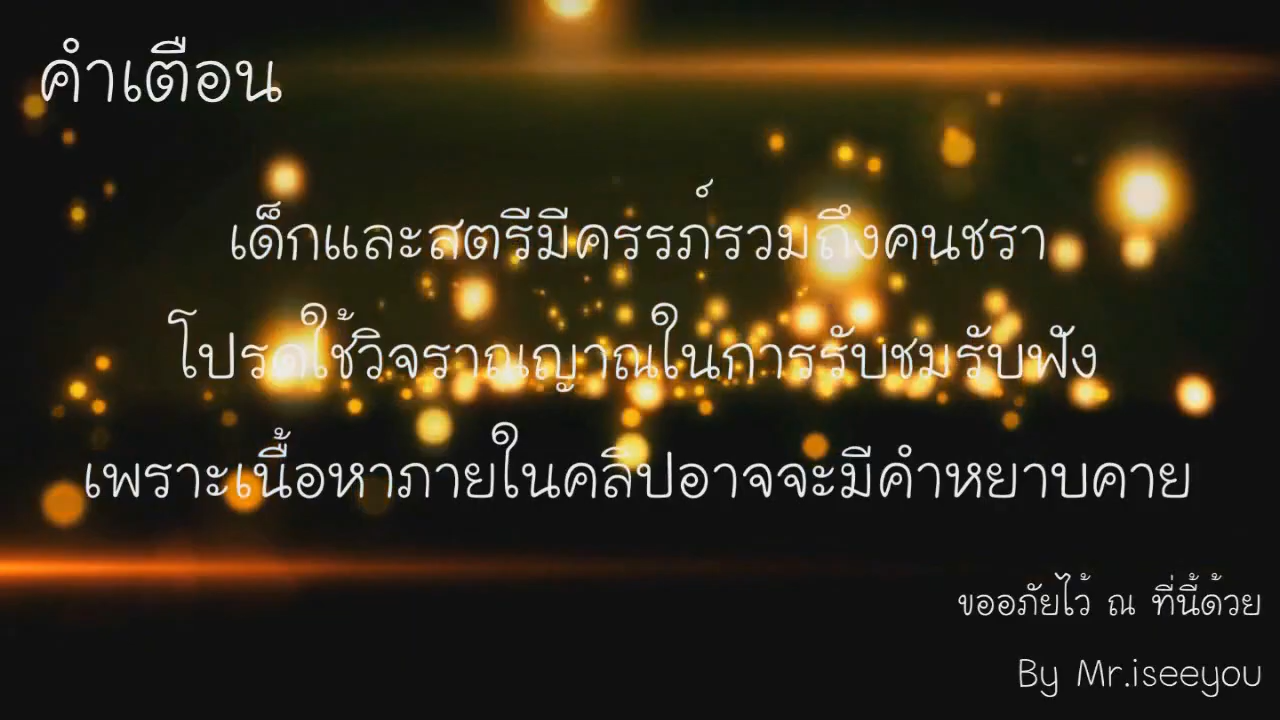 คำเตือน
เด็กและสตรีมีครรภ์รวมถึงคนชรา
โปรดใช้วิจราณญาณในการรับชมรับฟัง
เพราะเนื้อหาภายในคลิปอาจจะมีคำหยาบคาย
ขออภัยไว้ ณ ที่นี้ด้วย
By Mr.iseeyou